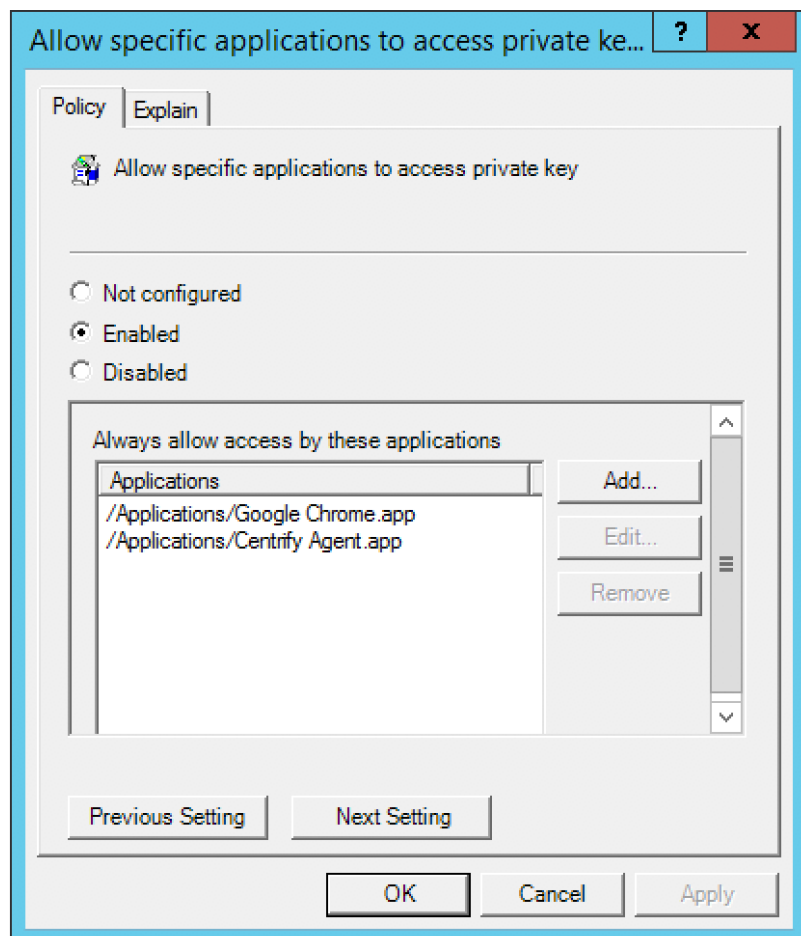 Allow specific applications to access private ke...
?
x
Policy
Explain
Allow specific applications to access private key
Not configured
Enabled
Disabled
Always allow access by these applications
Applications
/Applications/Google Chrome.app
/Applications/Centrify Agent.app
Add...
Edit...
Remove
Previous Setting
Next Setting
OK
Cancel
Apply